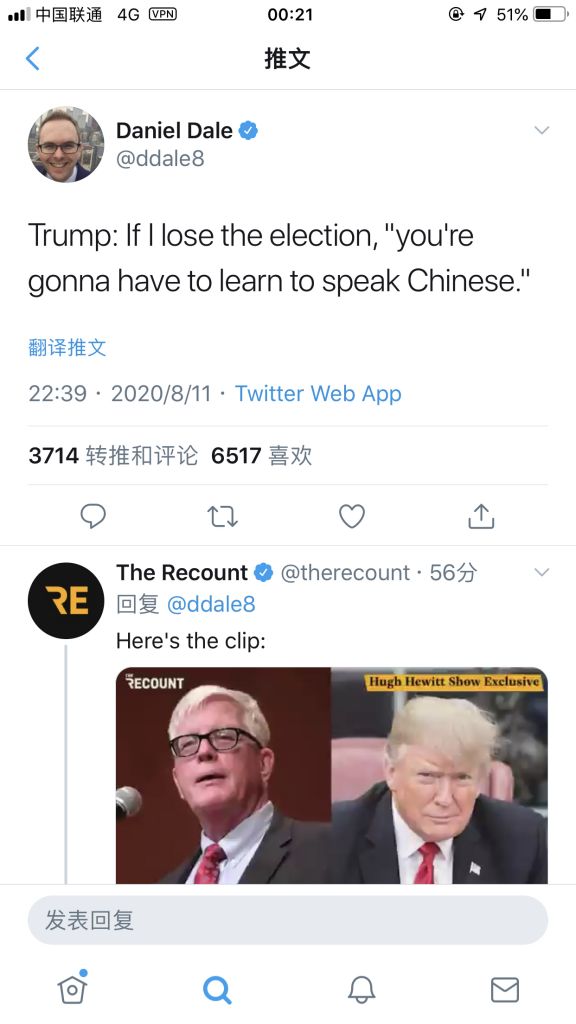 中国联通 4G VPN 00:21 51%
推文
Daniel Dale
@ddale8
Trump: If I lose the election, "you're
gonna have to learn to speak Chinese."
翻译推文
22:39 · 2020/8/11 · Twitter Web App
3714 转推和评论 6517 喜欢
RE
The Recount @therecount · 56分
回复 @ddale8
Here's the clip:
THE RECOUNT
Hugh Hewitt Show Exclusive
发表回复